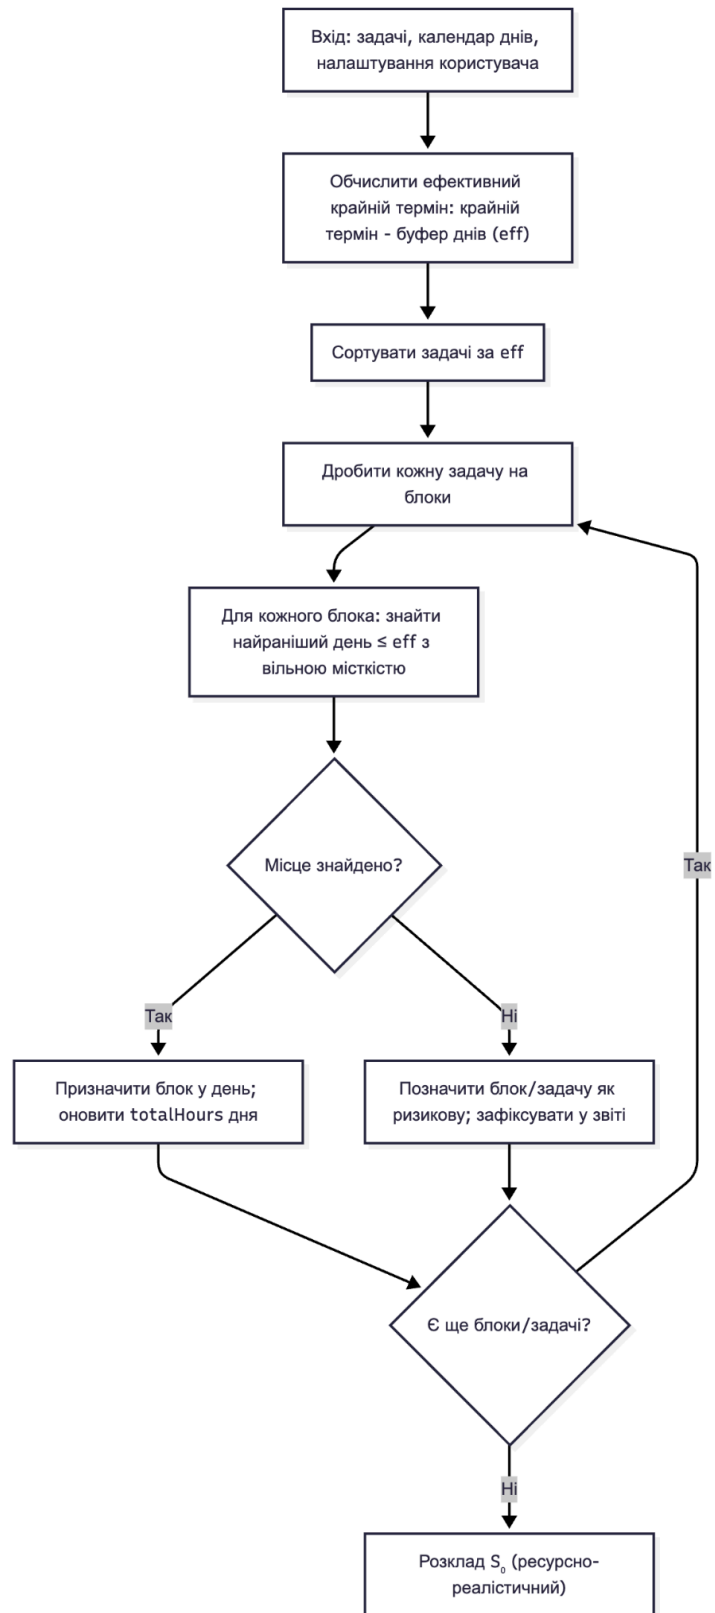 Вхід: задачі, календар днів,
налаштування користувача
Обчислити ефективний
крайній термін: крайній
термін - буфер днів (eff)
Сортувати задачі за eff
Дробити кожну задачу на
блоки
Для кожного блока: знайти
найраніший день ≤ eff з
вільною місткістю
Місце знайдено?
Так
Так
Ні
Призначити блок у день;
оновити totalHours дня
Позначити блок/задачу як
ризикову; зафіксувати у звіті
Є ще блоки/задачі?
Ні
Розклад S₀ (ресурсно-
реалістичний)